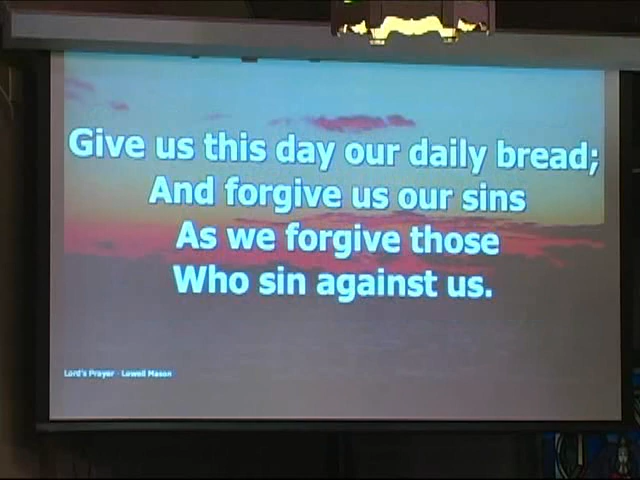 Give us this day our daily bread;
And forgive us our sins
As we forgive those
Who sin against us.
Lord's Prayer - Lowell Mason